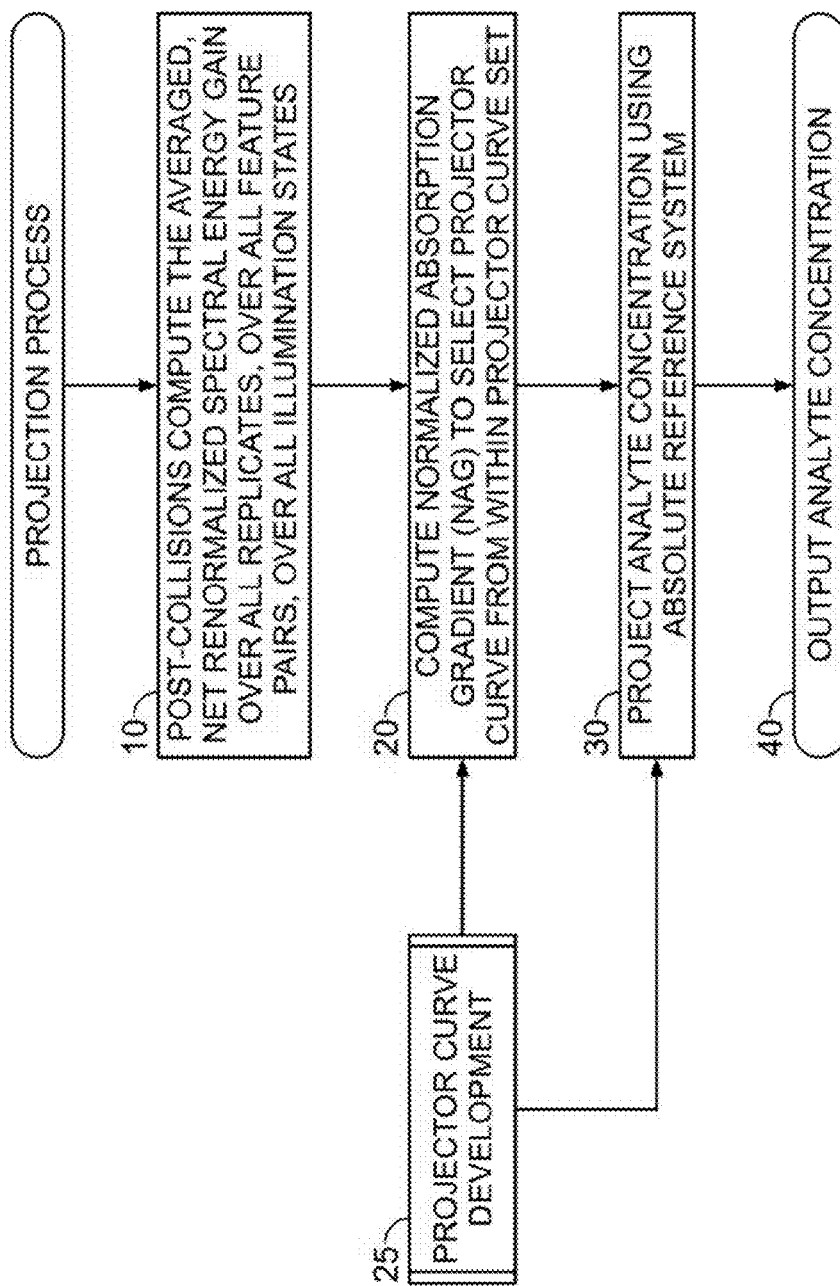 PROJECTION PROCESS
10
POST-COLLISIONS COMPUTE THE AVERAGED,
NET RENORMALIZED SPECTRAL ENERGY GAIN
OVER ALL REPLICATES, OVER ALL FEATURE
PAIRS, OVER ALL ILLUMINATION STATES
20
COMPUTE NORMALIZED ABSORPTION
GRADIENT (NAG) TO SELECT PROJECTOR
CURVE FROM WITHIN PROJECTOR CURVE SET
25
PROJECTOR CURVE
DEVELOPMENT
30
PROJECT ANALYTE CONCENTRATION USING
ABSOLUTE REFERENCE SYSTEM
40
OUTPUT ANALYTE CONCENTRATION